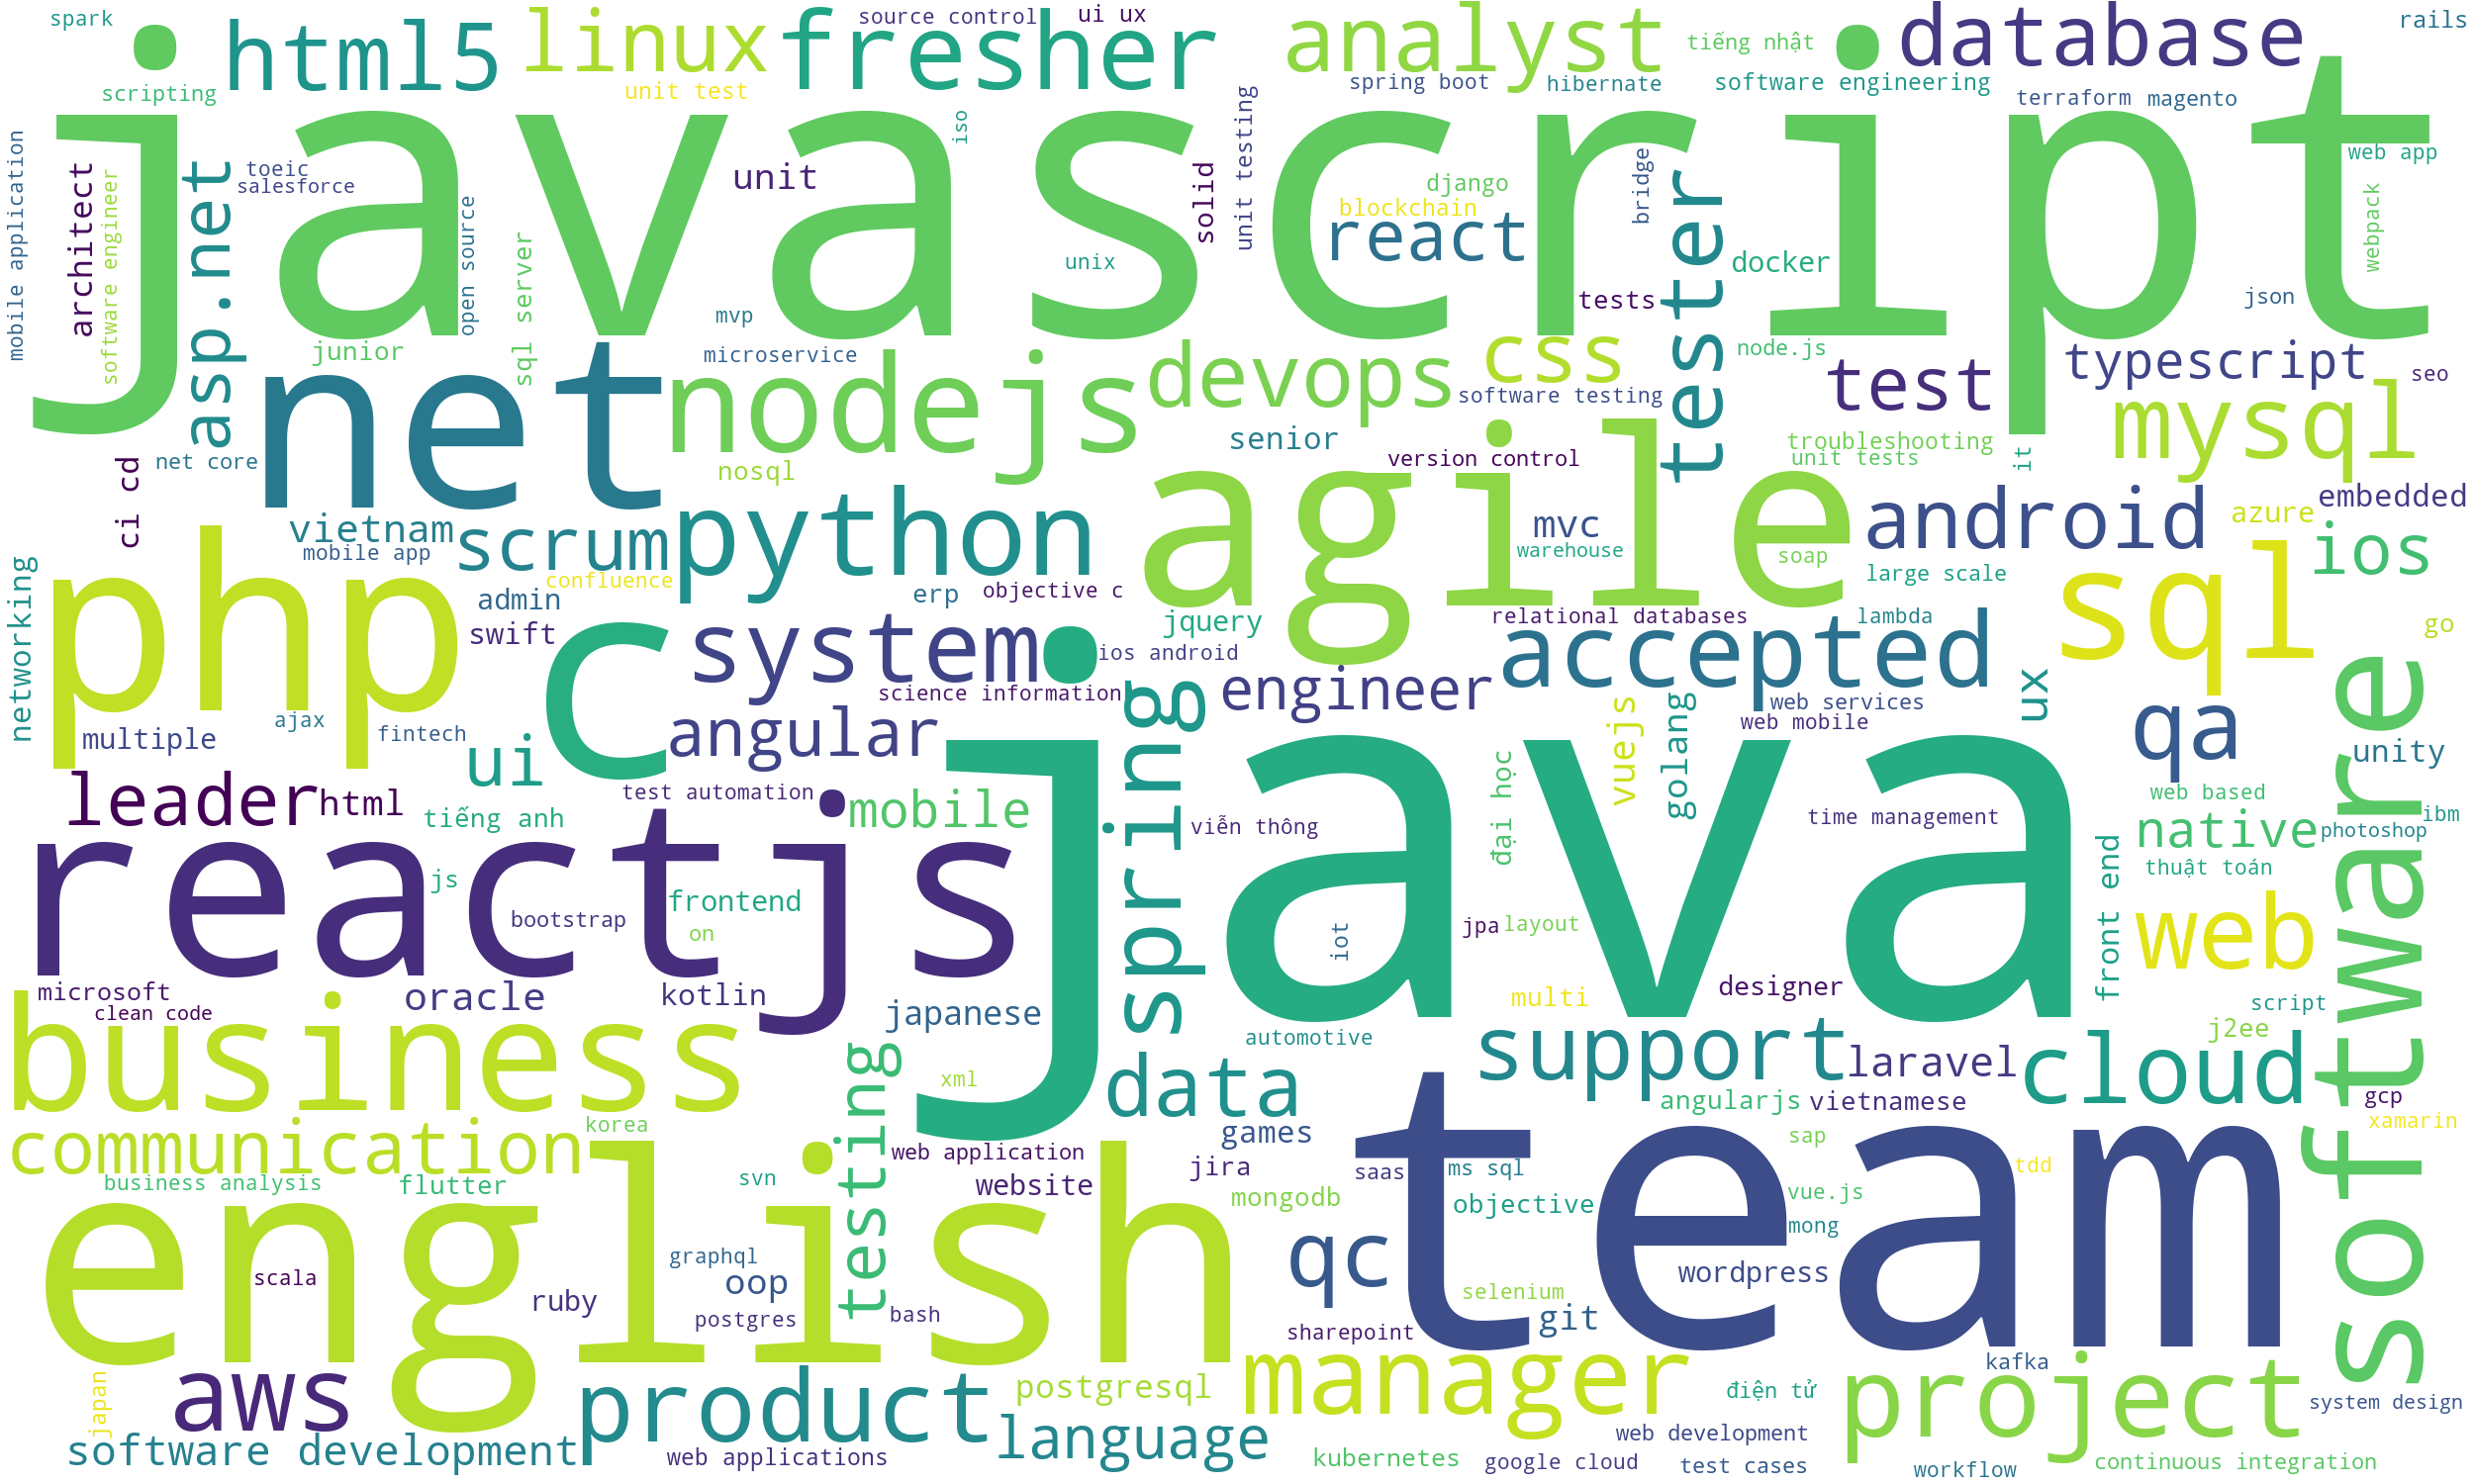 spark
source control
ui ux
rails
html5
linux
fresher
analyst
tiếng nhật
database
scripting
unit test
spring boot
hibernate
software engineering
terraform
magento
javascript
mobile application
architect
software engineer
asp.net
toeic
salesforce
open source
sql server
iso
unit
solid
unit testing
django
blockchain
react
bridge
tester
docker
web app
webpack
unix
tests
json
mvp
junior
microservice
net
nodejs
devops
css
software testing
node.js
test
typescript
seo
mysql
senior
troubleshooting
unit tests
it
net core
ci cd
nosql
version control
agile
android
embedded
azure
ios
vietnam
mobile app
scrum
python
mvc
warehouse
soap
large scale
networking
php
confluence
admin
swift
erp
objective c
jquery
relational databases
lambda
sql
go
c
system
ios android
science information
accepted
engineer
web services
web mobile
ux
multiple
ajax
fintech
angular
spring
vuejs
golang
qa
unity
software
ui
leader
html
tiếng anh
test automation
mobile
java
viễn thông
đại học
time management
web based
native
ibm
photoshop
thuật toán
front end
reactjs
js
bootstrap
frontend
on
iot
jpa
layout
web
microsoft
clean code
oracle
kotlin
japanese
multi
designer
script
j2ee
business
automotive
support
laravel
cloud
testing
xml
data
angularjs
vietnamese
gcp
xamarin
communication
korea
games
web application
jira
saas
ms sql
sap
tdd
business analysis
flutter
svn
website
mongodb
objective
vue.js
mong
english
team
graphql
scala
oop
ruby
postgres
bash
qc
wordpress
selenium
git
sharepoint
kafka
aws
japan
product
postgresql
manager
điện tử
project
system design
software development
web applications
language
kubernetes
google cloud
web development
test cases
workflow
continuous integration